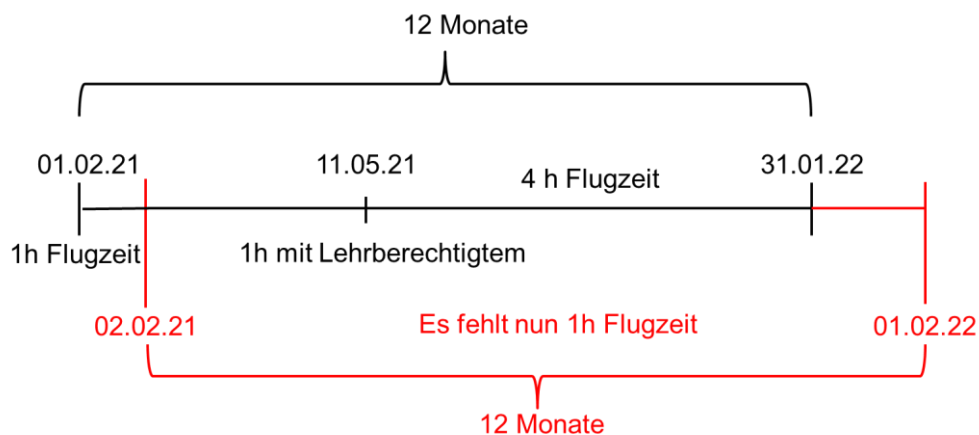 12 Monate
01.02.21
11.05.21
4 h Flugzeit
31.01.22
1h Flugzeit
1h mit Lehrberechtigtem
02.02.21
Es fehlt nun 1h Flugzeit
01.02.22
12 Monate